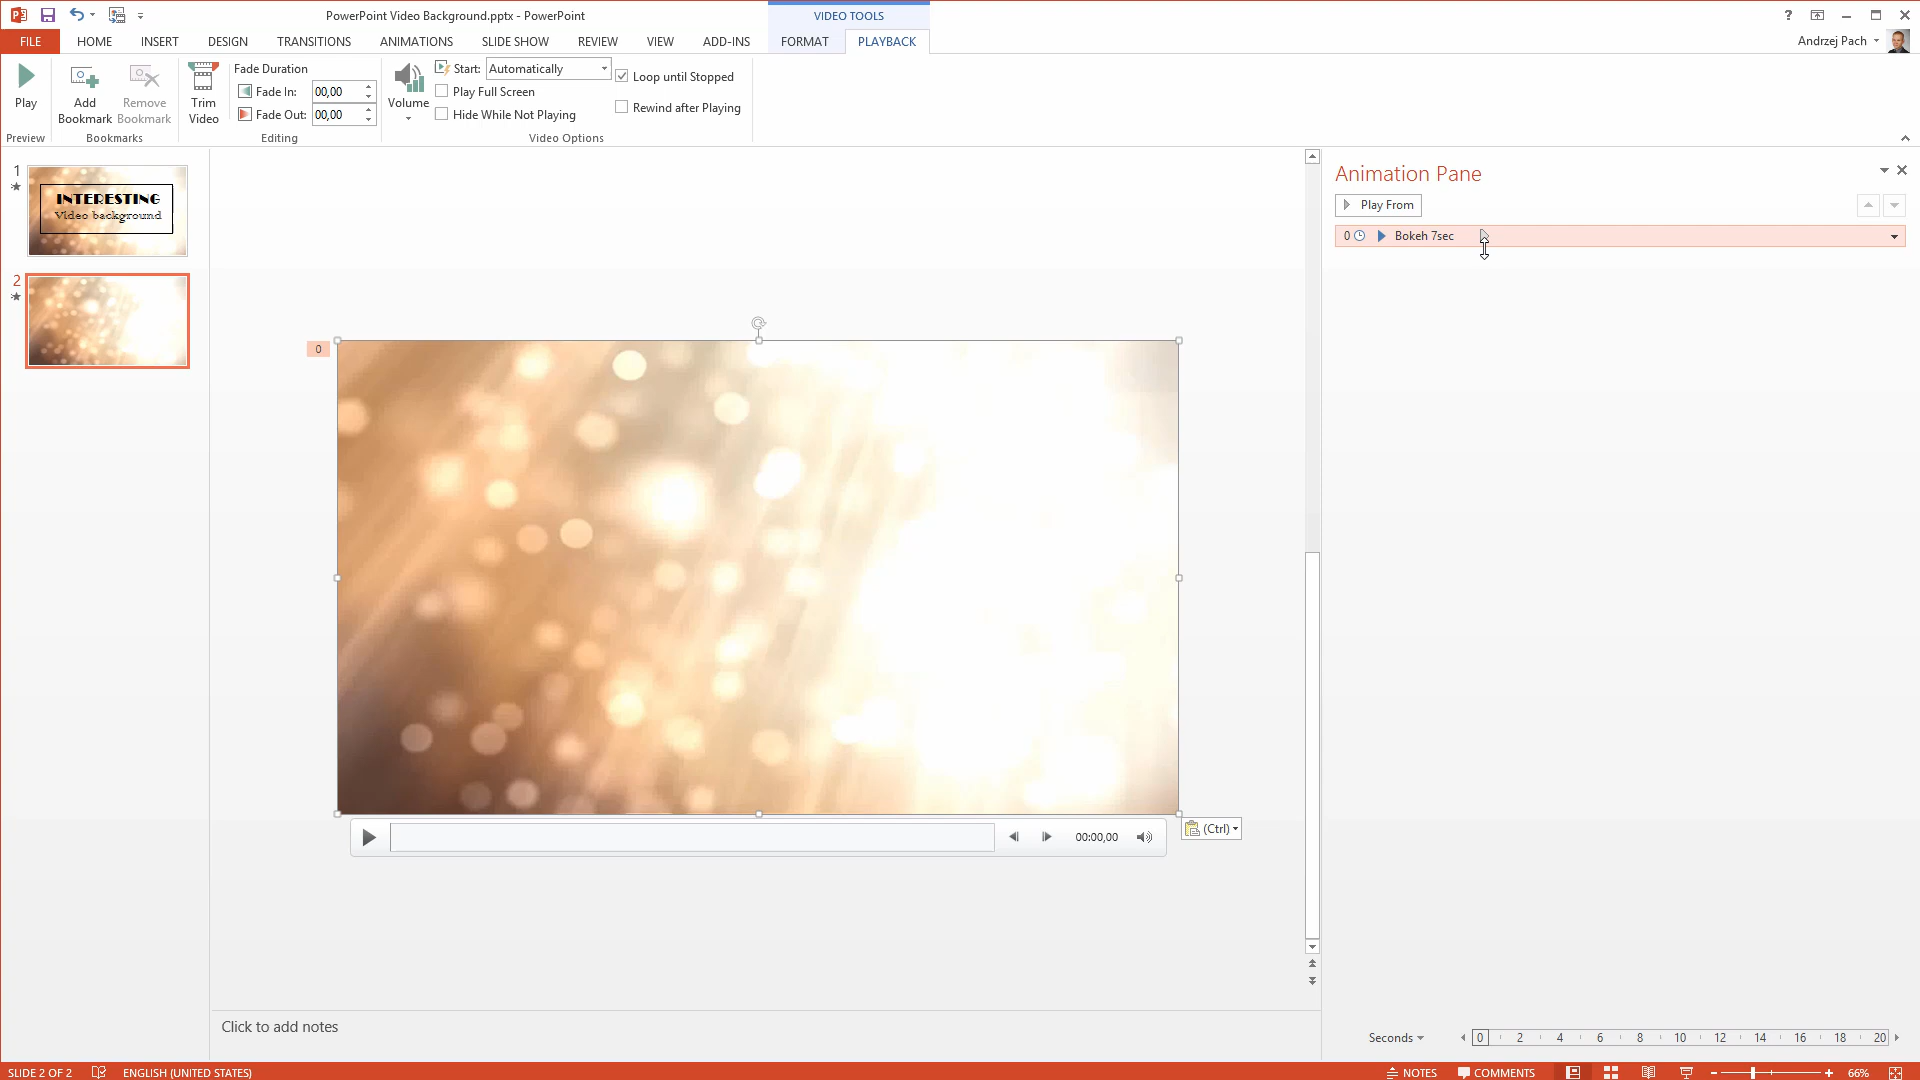 PowerPoint Video Background.pptx - PowerPoint
VIDEO TOOLS
?
FILE
HOME
INSERT
DESIGN
TRANSITIONS
ANIMATIONS
SLIDE SHOW
REVIEW
VIEW
ADD-INS
FORMAT
PLAYBACK
Andrzej Pach
Play
Preview
Add
Bookmark
Remove
Bookmark
Bookmarks
Trim
Video
Fade Duration
Fade In: 00,00
Fade Out: 00,00
Editing
Volume
Start: Automatically
Play Full Screen
Hide While Not Playing
Loop until Stopped
Rewind after Playing
Video Options
1
INTERESTING
Video background
2
0
00:00,00
(Ctrl)
Click to add notes
Animation Pane
Play From
0 Bokeh 7sec
Seconds
0 2 4 6 8 10 12 14 16 18 20
SLIDE 2 OF 2
ENGLISH (UNITED STATES)
NOTES
COMMENTS
66%